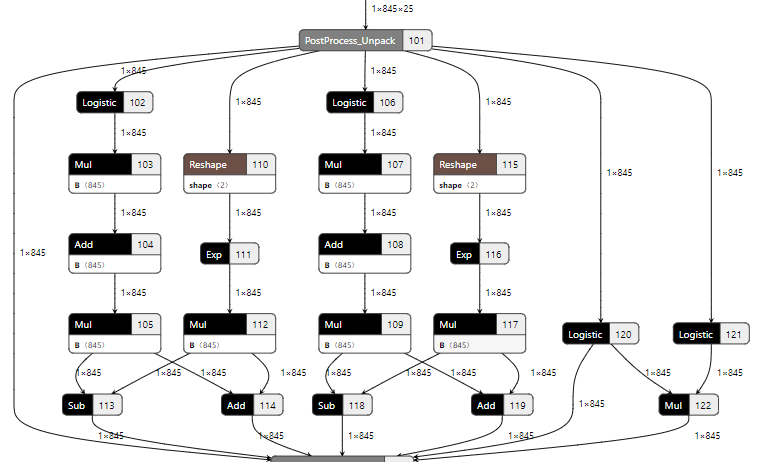 1×845×25
PostProcess_Unpack 101
1×845
1×845 1×845 1×845 1×845
Logistic 102 Logistic 106
1×845 1×845
Mul 103 Reshape 110 Mul 107 Reshape 115
B ⟨845⟩ shape ⟨2⟩ B ⟨845⟩ shape ⟨2⟩
1×845 1×845
1×845 1×845 1×845 1×845
Add 104 Exp 111 Add 108 Exp 116
1×845
B ⟨845⟩ B ⟨845⟩
1×845 1×845 1×845 1×845
Mul 105 Mul 112 Mul 109 Mul 117 Logistic 120 Logistic 121
B ⟨845⟩ B ⟨845⟩ B ⟨845⟩ B ⟨845⟩
1×845 1×845 1×845 1×845 1×845 1×845 1×845 1×845 1×845 1×845
Sub 113 Add 114 Sub 118 Add 119 Mul 122
1×845 1×845 1×845 1×845 1×845 1×845